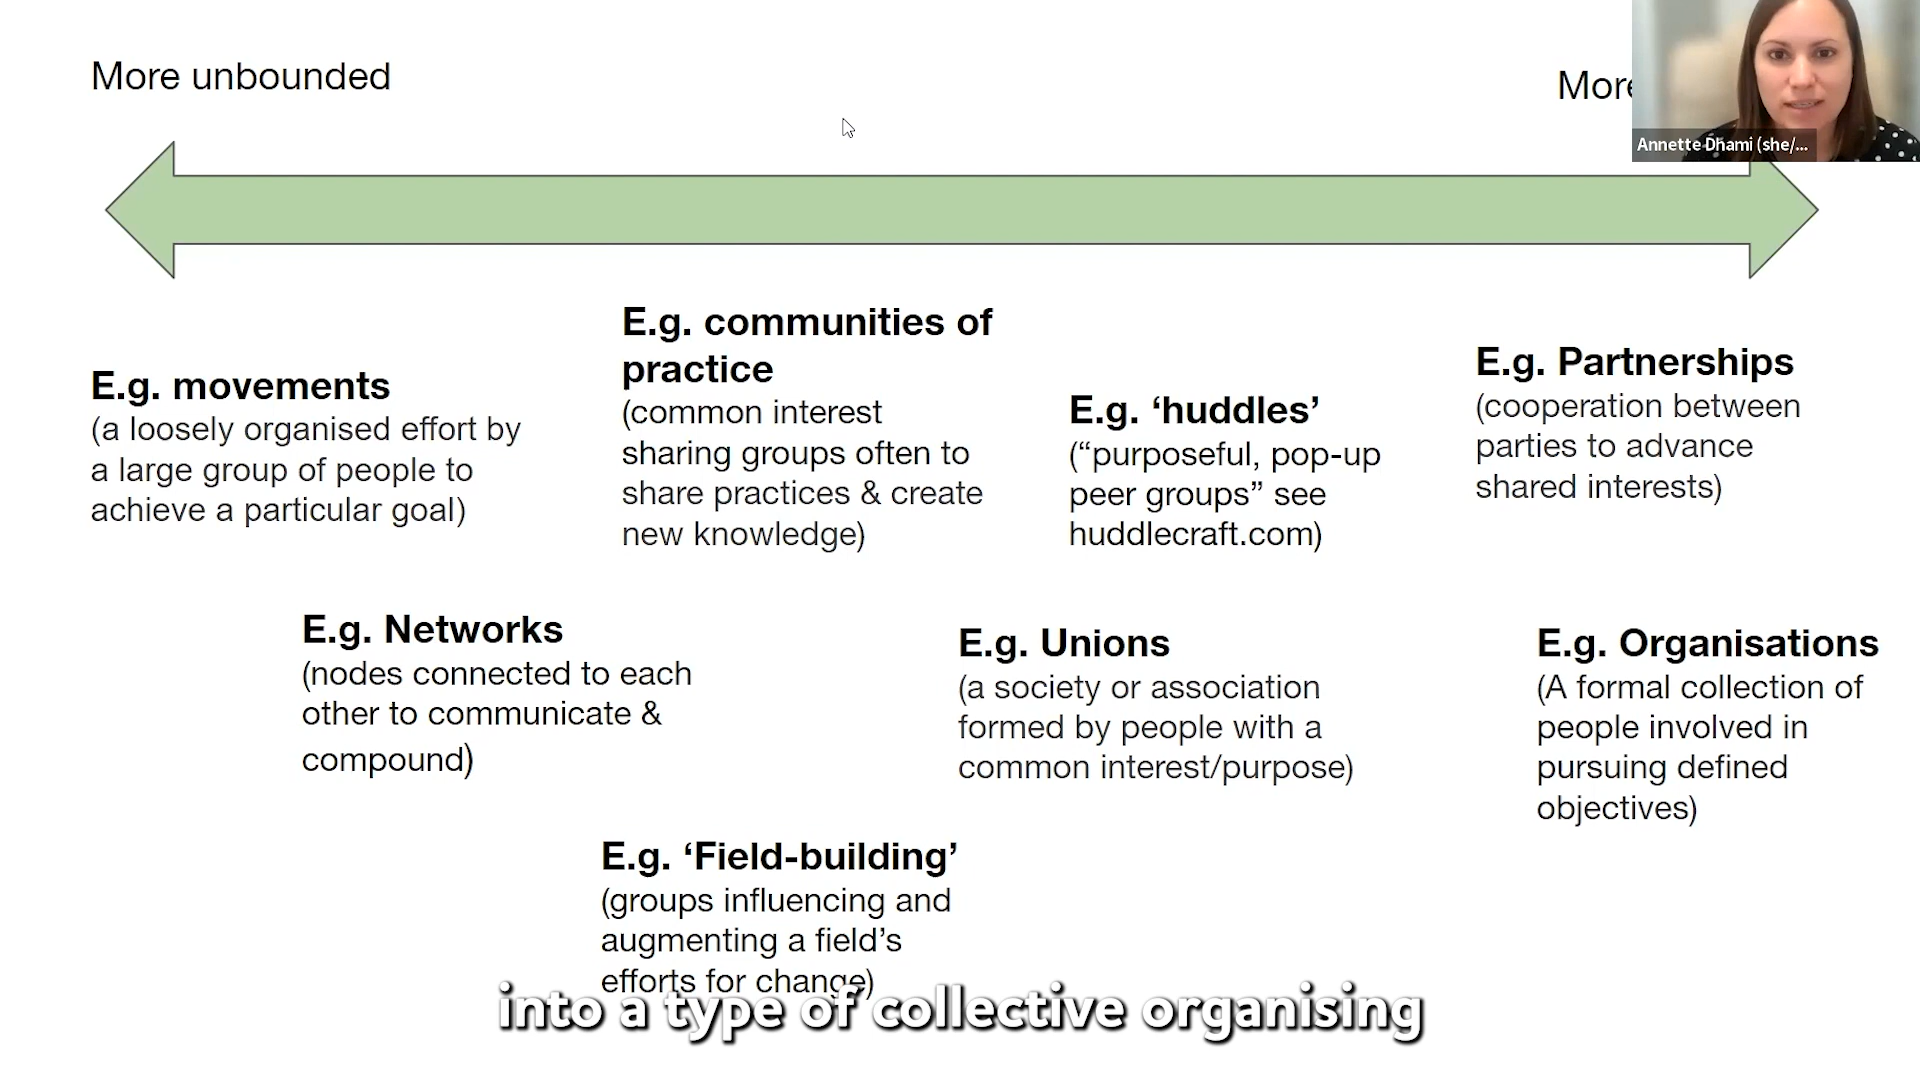 More unbounded
More
Annette Dhami (she/...
E.g. movements
(a loosely organised effort by
a large group of people to
achieve a particular goal)
E.g. communities of
practice
(common interest
sharing groups often to
share practices & create
new knowledge)
E.g. ‘huddles’
(“purposeful, pop-up
peer groups” see
huddlecraft.com)
E.g. Partnerships
(cooperation between
parties to advance
shared interests)
E.g. Networks
(nodes connected to each
other to communicate &
compound)
E.g. Unions
(a society or association
formed by people with a
common interest/purpose)
E.g. Organisations
(A formal collection of
people involved in
pursuing defined
objectives)
E.g. ‘Field-building’
(groups influencing and
augmenting a field’s
efforts for change)
into a type of collective organising